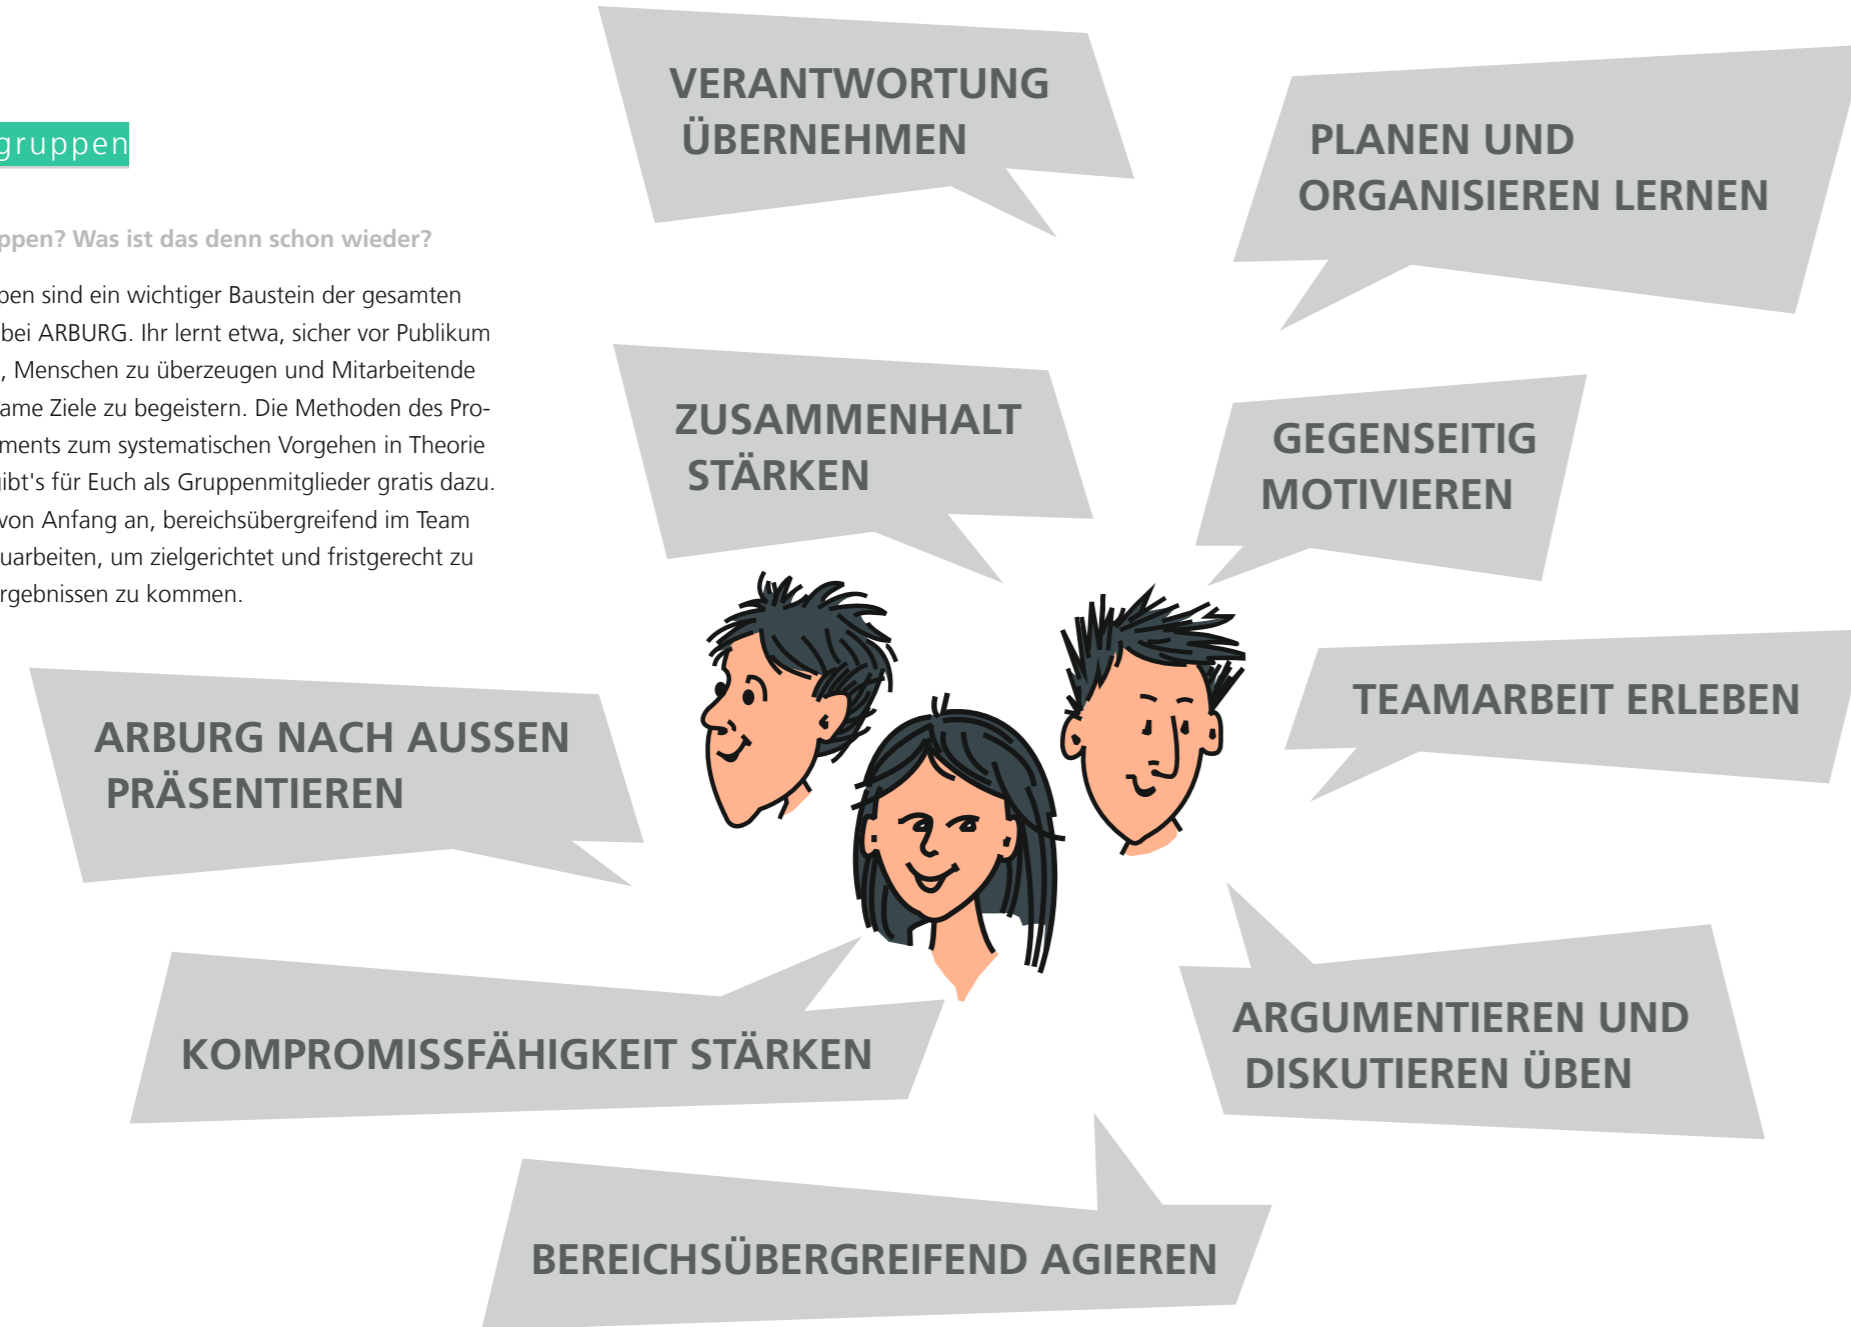 gruppen
ppen? Was ist das denn schon wieder?
pen sind ein wichtiger Baustein der gesamten
bei ARBURG. Ihr lernt etwa, sicher vor Publikum
, Menschen zu überzeugen und Mitarbeitende
ame Ziele zu begeistern. Die Methoden des Pro-
ments zum systematischen Vorgehen in Theorie
gibt's für Euch als Gruppenmitglieder gratis dazu.
von Anfang an, bereichsübergreifend im Team
uarbeiten, um zielgerichtet und fristgerecht zu
rgebnissen zu kommen.
VERANTWORTUNG
ÜBERNEHMEN
PLANEN UND
ORGANISIEREN LERNEN
ZUSAMMENHALT
STÄRKEN
GEGENSEITIG
MOTIVIEREN
ARBURG NACH AUSSEN
PRÄSENTIEREN
TEAMARBEIT ERLEBEN
KOMPROMISSFÄHIGKEIT STÄRKEN
ARGUMENTIEREN UND
DISKUTIEREN ÜBEN
BEREICHSÜBERGREIFEND AGIEREN